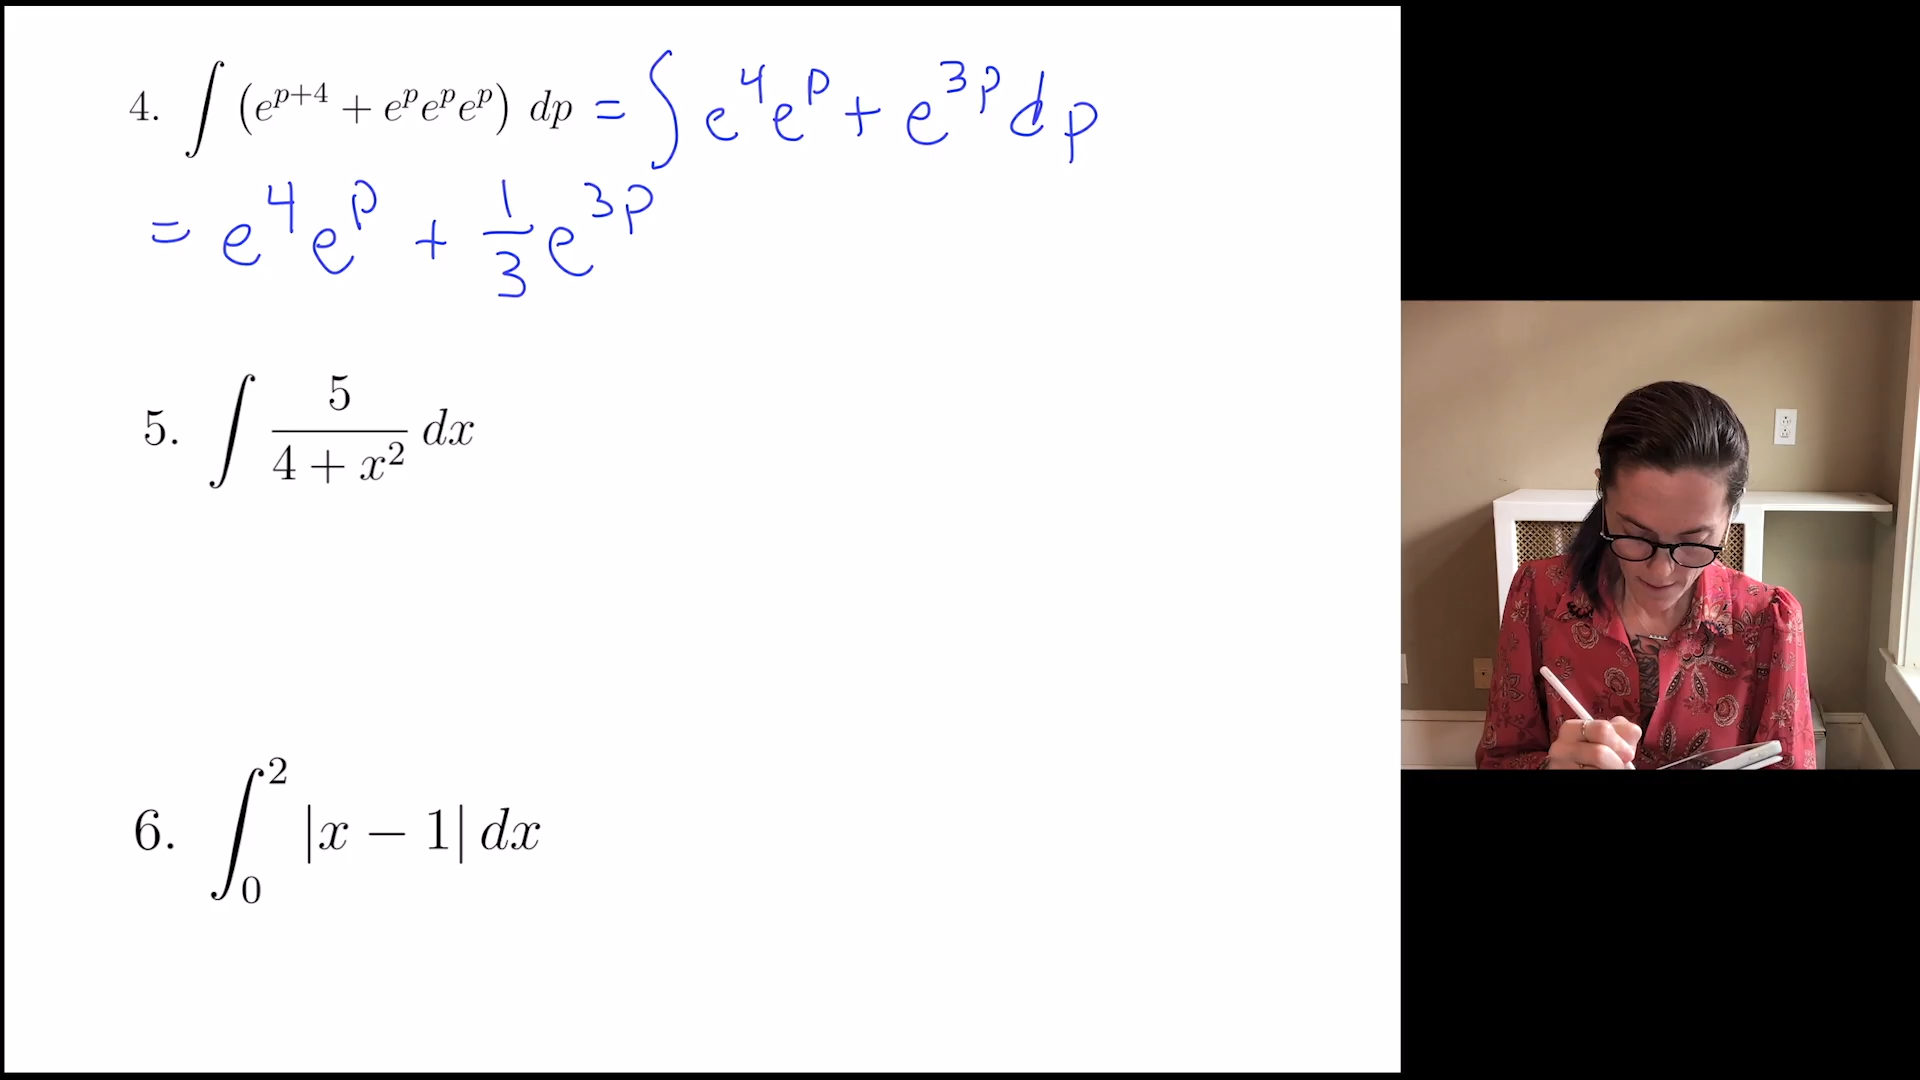 4. ∫ (e^{p+4} + e^p e^p e^p) dp = ∫ e^4 e^p + e^{3p} dp
= e^4 e^p + 1/3 e^{3p}
5. ∫ 5/(4 + x²) dx
6. ∫_0^2 |x − 1| dx